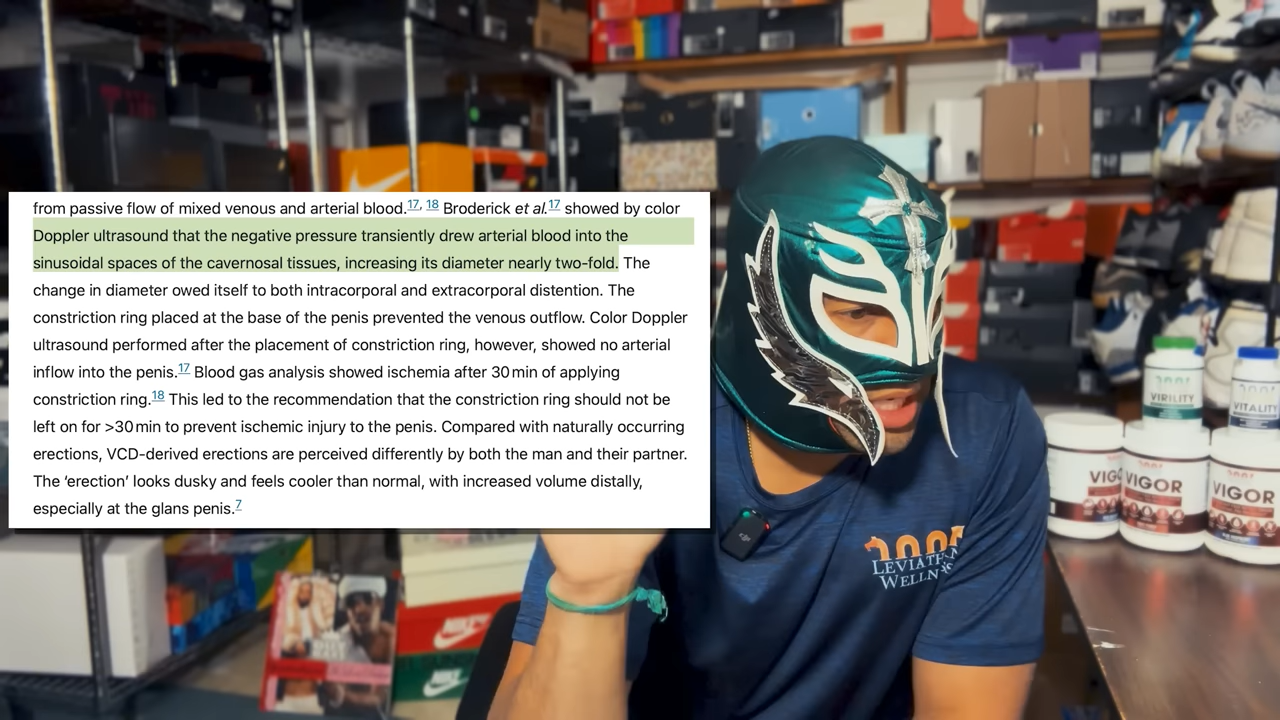 from passive flow of mixed venous and arterial blood.17, 18 Broderick et al.17 showed by color
Doppler ultrasound that the negative pressure transiently drew arterial blood into the
sinusoidal spaces of the cavernosal tissues, increasing its diameter nearly two-fold. The
change in diameter owed itself to both intracorporal and extracorporal distention. The
constriction ring placed at the base of the penis prevented the venous outflow. Color Doppler
ultrasound performed after the placement of constriction ring, however, showed no arterial
inflow into the penis.17 Blood gas analysis showed ischemia after 30 min of applying
constriction ring.18 This led to the recommendation that the constriction ring should not be
left on for >30 min to prevent ischemic injury to the penis. Compared with naturally occurring
erections, VCD-derived erections are perceived differently by both the man and their partner.
The ‘erection’ looks dusky and feels cooler than normal, with increased volume distally,
especially at the glans penis.7
VIRILITY
VITALITY
VIGOR
VIGOR
VIGOR
dji
LEVIATH
WELLN
NIKE